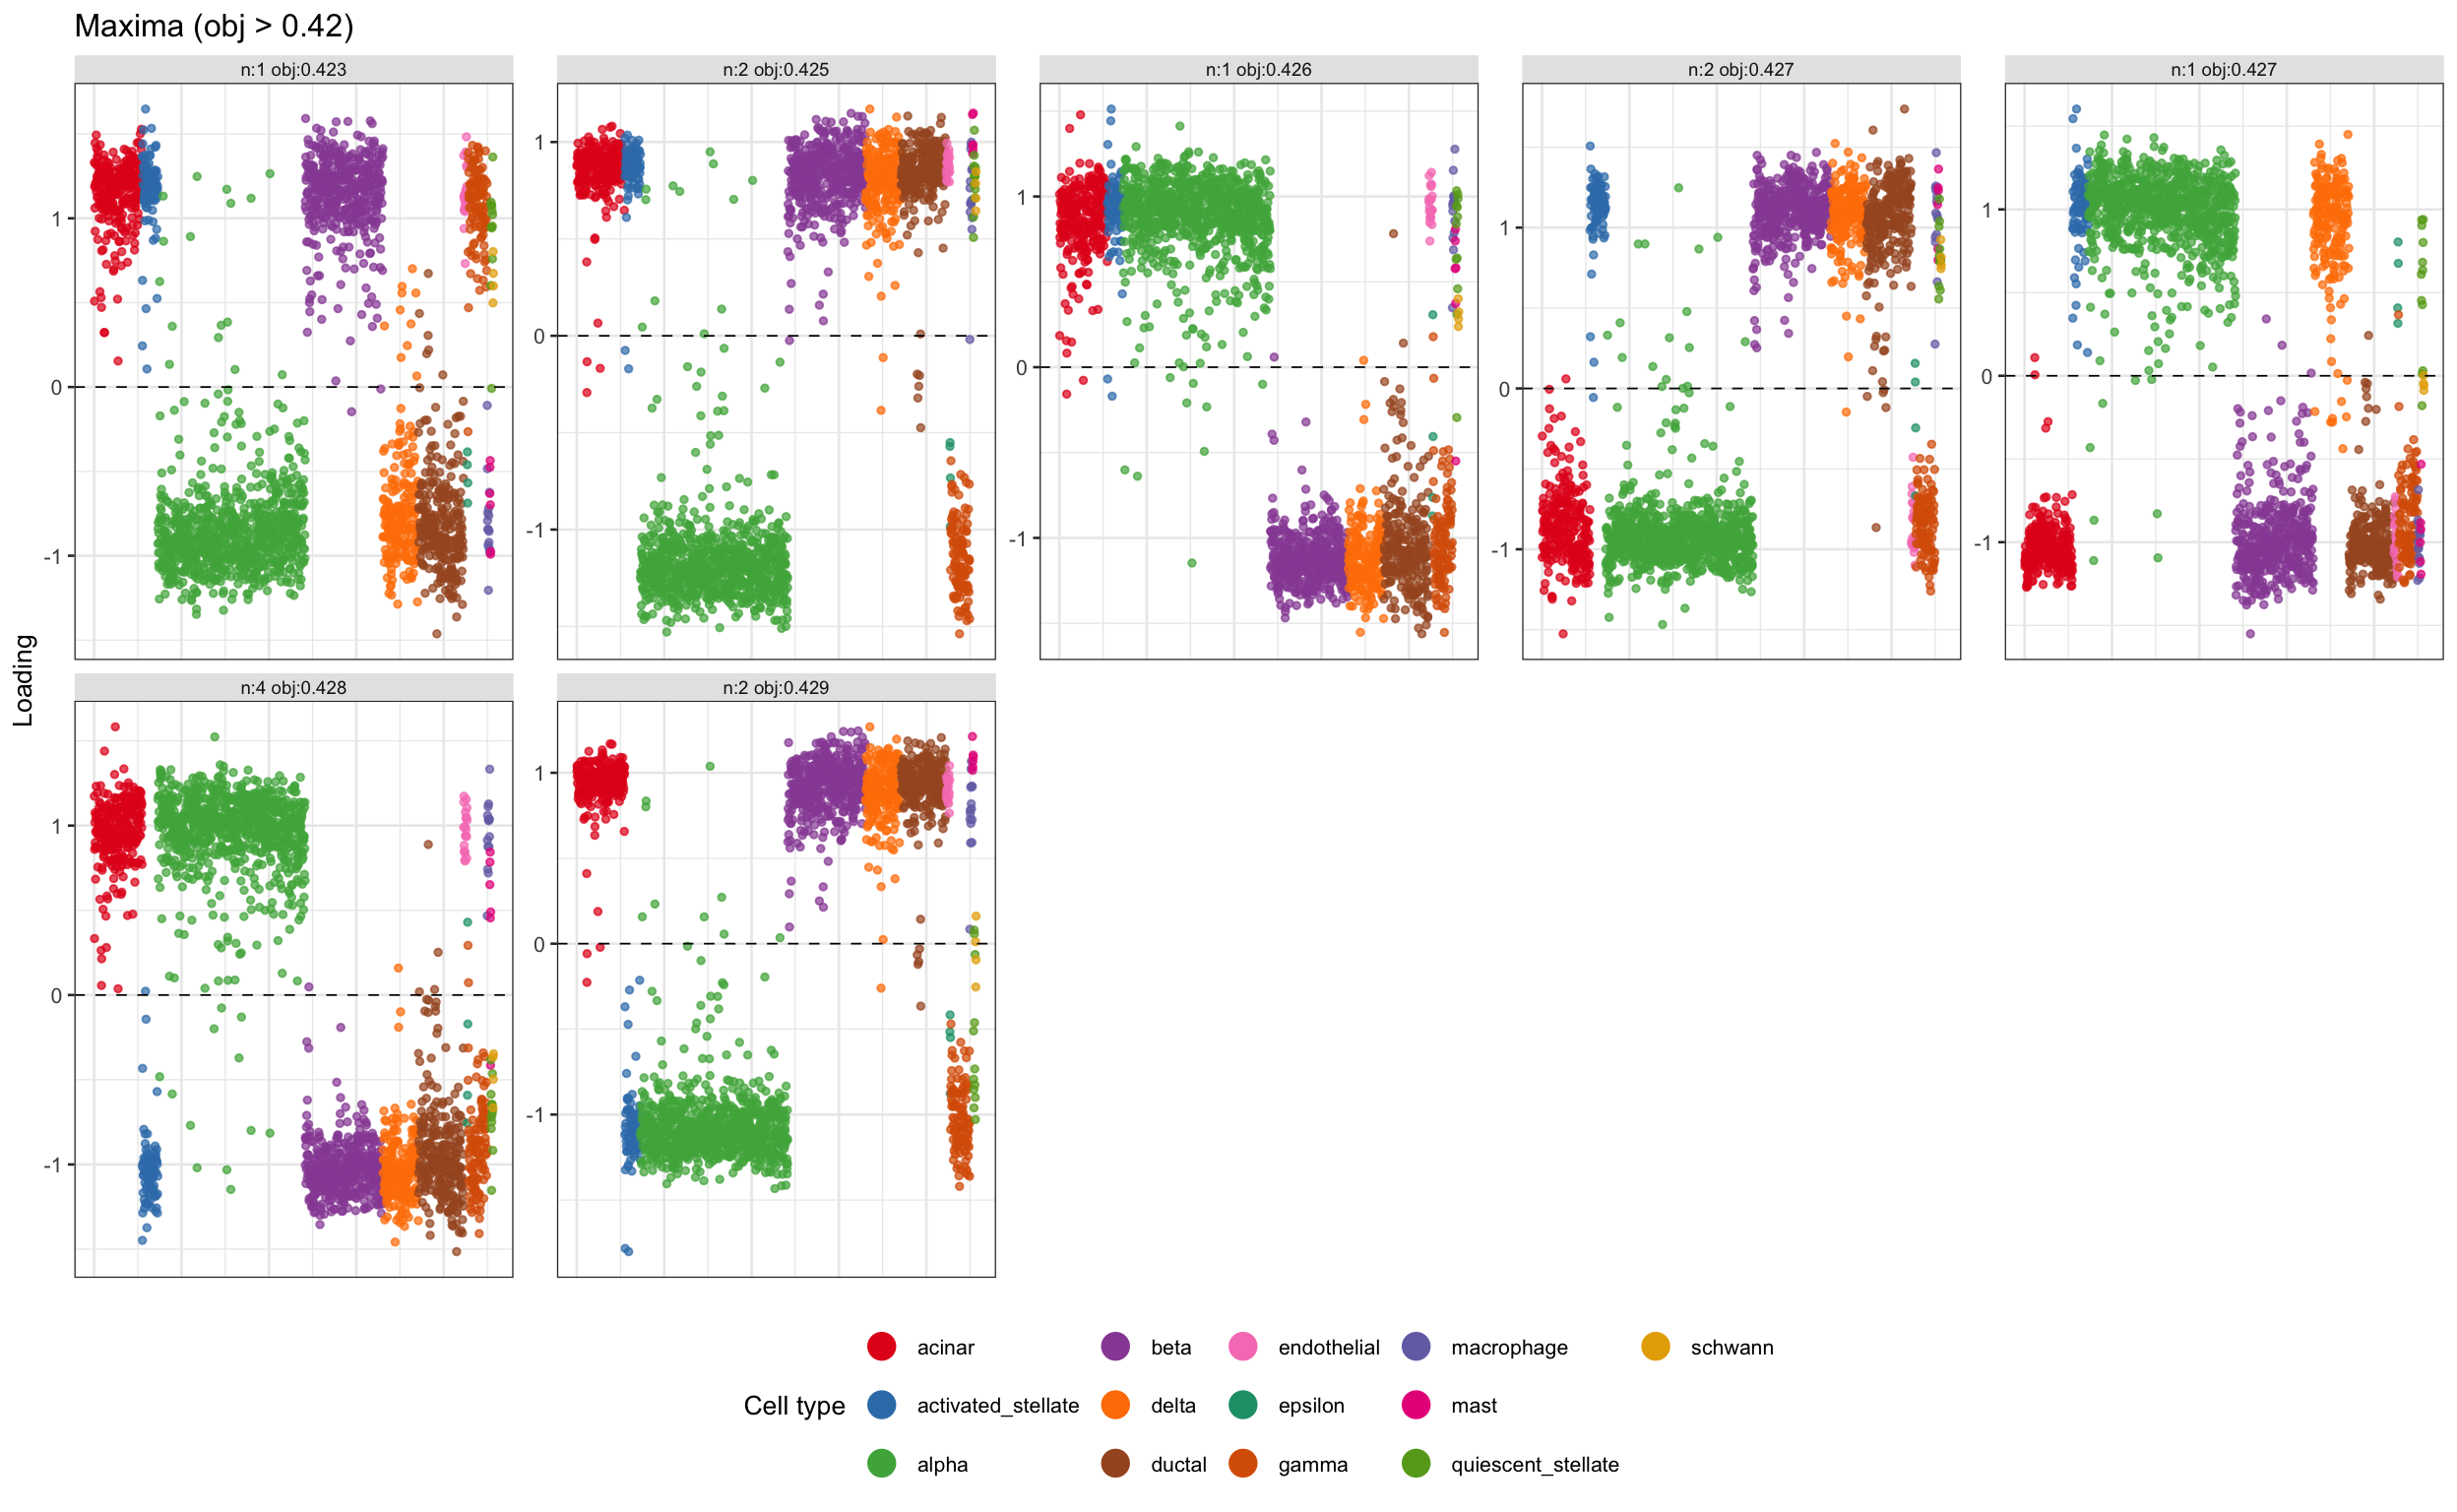 Maxima (obj > 0.42)
n:1 obj:0.423
n:2 obj:0.425
n:1 obj:0.426
n:2 obj:0.427
n:1 obj:0.427
1
0
-1
1
0
-1
1
0
-1
1
0
-1
1
0
-1
Loading
n:4 obj:0.428
n:2 obj:0.429
1
0
-1
1
0
-1
Cell type
acinar
activated_stellate
alpha
beta
delta
ductal
endothelial
epsilon
gamma
macrophage
mast
quiescent_stellate
schwann